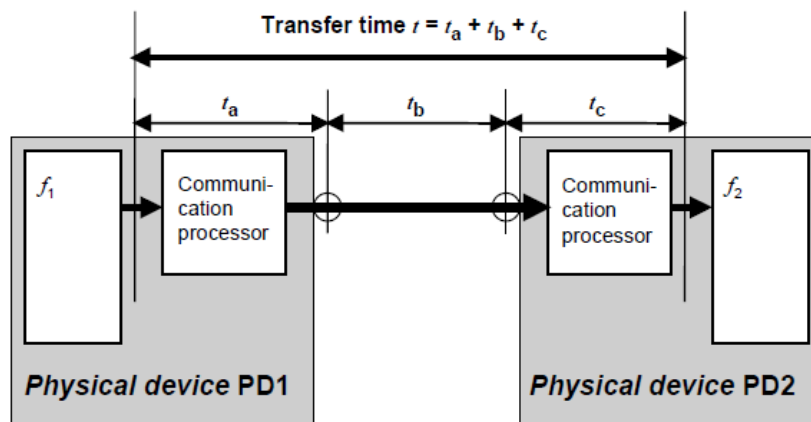 Transfer time t = ta + tb + tc
ta
tb
tc
f1
Communi-
cation
processor
Communi-
cation
processor
f2
Physical device PD1
Physical device PD2